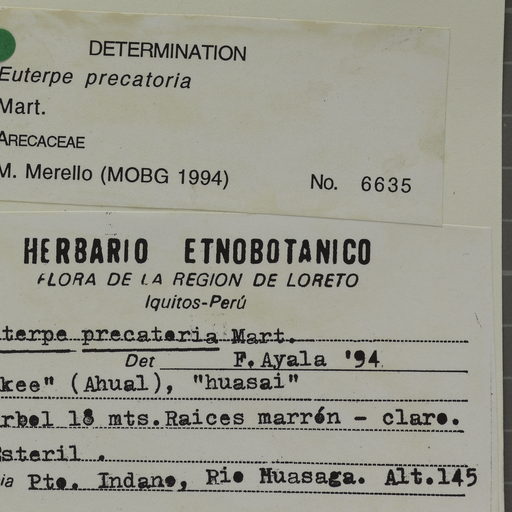 DETERMINATION
Euterpe precatoria
Mart.
ARECACEAE
M. Merello (MOBG 1994) No. 6635
HERBARIO ETNOBOTANICO
FLORA DE LA REGION DE LORETO
Iquitos-Perú
terpe precatoria Mart.
Det F. Ayala '94
kee" (Ahual), "huasai"
rbol 18 mts. Raices marrón - claro.
steril .
ia Pto. Indano, Rio Huasaga. Alt. 145